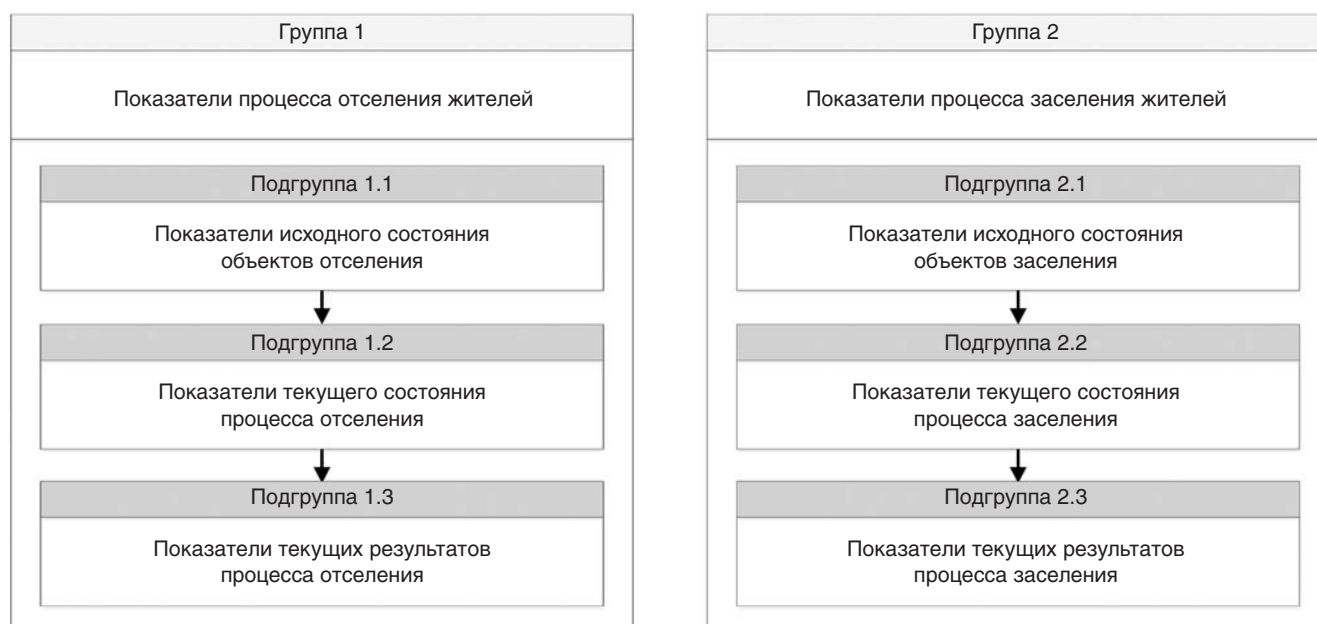 Группа 1
Показатели процесса отселения жителей
Подгруппа 1.1
Показатели исходного состояния
объектов отселения
Подгруппа 1.2
Показатели текущего состояния
процесса отселения
Подгруппа 1.3
Показатели текущих результатов
процесса отселения
Группа 2
Показатели процесса заселения жителей
Подгруппа 2.1
Показатели исходного состояния
объектов заселения
Подгруппа 2.2
Показатели текущего состояния
процесса заселения
Подгруппа 2.3
Показатели текущих результатов
процесса заселения